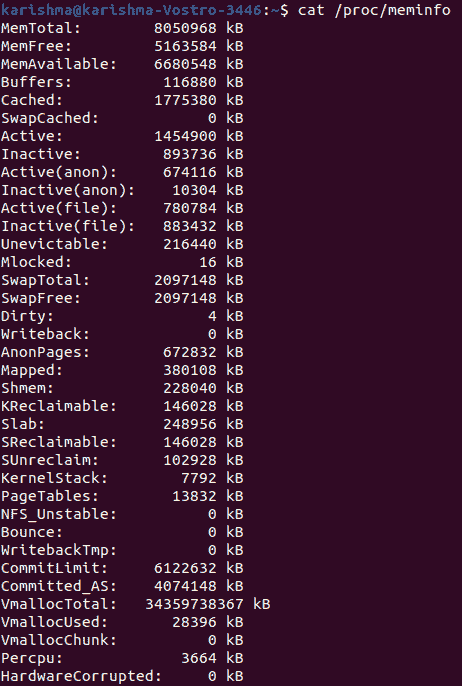 karishma@karishma-Vostro-3446:~$ cat /proc/meminfo
MemTotal:        8050968 kB
MemFree:         5163584 kB
MemAvailable:    6680548 kB
Buffers:          116880 kB
Cached:          1775380 kB
SwapCached:            0 kB
Active:          1454900 kB
Inactive:         893736 kB
Active(anon):     674116 kB
Inactive(anon):    10304 kB
Active(file):     780784 kB
Inactive(file):   883432 kB
Unevictable:      216440 kB
Mlocked:              16 kB
SwapTotal:       2097148 kB
SwapFree:        2097148 kB
Dirty:                 4 kB
Writeback:             0 kB
AnonPages:        672832 kB
Mapped:           380108 kB
Shmem:            228040 kB
KReclaimable:     146028 kB
Slab:             248956 kB
SReclaimable:     146028 kB
SUnreclaim:       102928 kB
KernelStack:        7792 kB
PageTables:        13832 kB
NFS_Unstable:          0 kB
Bounce:                0 kB
WritebackTmp:          0 kB
CommitLimit:     6122632 kB
Committed_AS:    4074148 kB
VmallocTotal:   34359738367 kB
VmallocUsed:       28396 kB
VmallocChunk:          0 kB
Percpu:             3664 kB
HardwareCorrupted:     0 kB